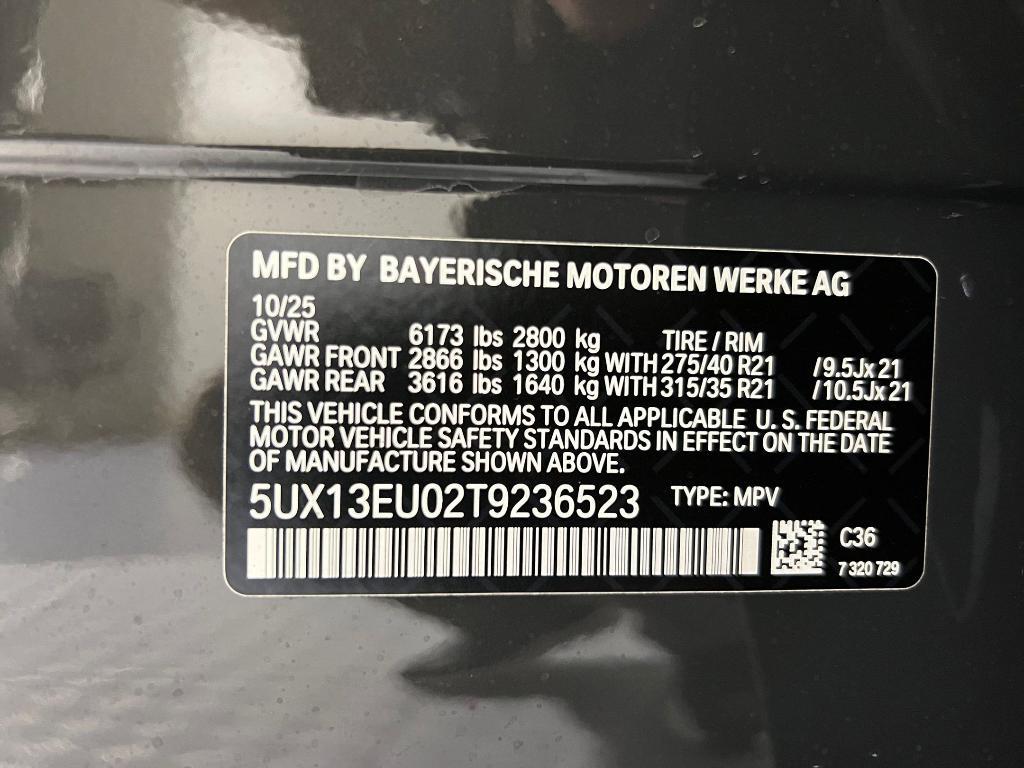 MFD BY BAYERISCHE MOTOREN WERKE AG
10/25
GVWR 6173 lbs 2800 kg TIRE / RIM
GAWR FRONT 2866 lbs 1300 kg WITH 275/40 R21 /9.5Jx21
GAWR REAR 3616 lbs 1640 kg WITH 315/35 R21 /10.5Jx21
THIS VEHICLE CONFORMS TO ALL APPLICABLE U. S. FEDERAL
MOTOR VEHICLE SAFETY STANDARDS IN EFFECT ON THE DATE
OF MANUFACTURE SHOWN ABOVE.
5UX13EU02T9236523 TYPE: MPV
C36
7 320 729